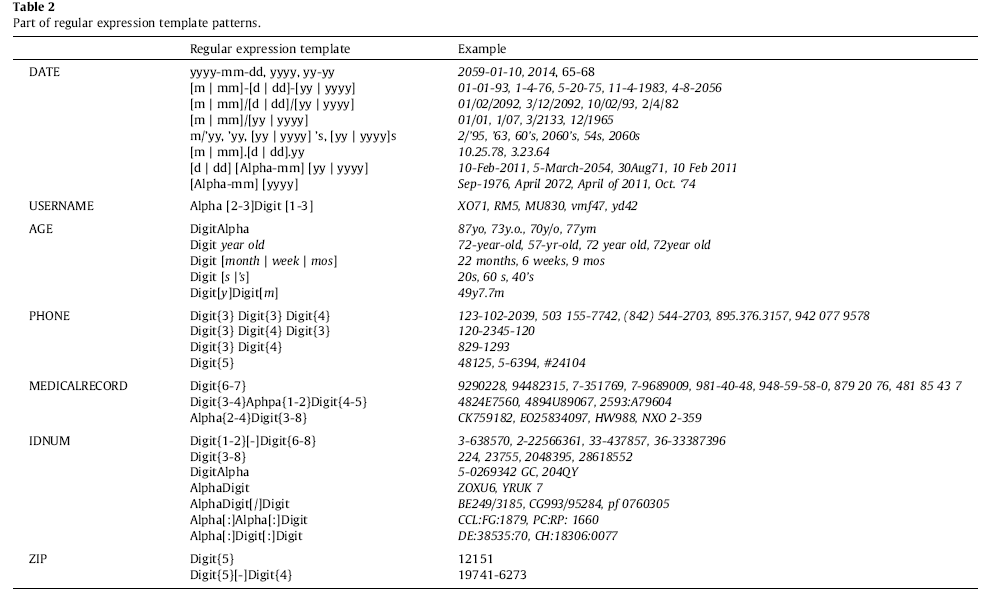 Table 2
Part of regular expression template patterns.
Regular expression template Example
DATE yyyy-mm-dd, yyyy, yy-yy 2059-01-10, 2014, 65-68
[m | mm]-[d | dd]-[yy | yyyy] 01-01-93, 1-4-76, 5-20-75, 11-4-1983, 4-8-2056
[m | mm]/[d | dd]/[yy | yyyy] 01/02/2092, 3/12/2092, 10/02/93, 2/4/82
[m | mm]/[yy | yyyy] 01/01, 1/07, 3/2133, 12/1965
m/'yy, 'yy, [yy | yyyy] 's, [yy | yyyy]s 2/'95, '63, 60's, 2060's, 54s, 2060s
[m | mm].[d | dd].yy 10.25.78, 3.23.64
[d | dd] [Alpha-mm] [yy | yyyy] 10-Feb-2011, 5-March-2054, 30Aug71, 10 Feb 2011
[Alpha-mm] [yyyy] Sep-1976, April 2072, April of 2011, Oct. '74
USERNAME Alpha [2-3]Digit [1-3] XO71, RM5, MU830, vmf47, yd42
AGE DigitAlpha 87yo, 73y.o., 70y/o, 77ym
Digit year old 72-year-old, 57-yr-old, 72 year old, 72year old
Digit [month | week | mos] 22 months, 6 weeks, 9 mos
Digit [s |'s] 20s, 60 s, 40's
Digit[y]Digit[m] 49y7.7m
PHONE Digit{3} Digit{3} Digit{4} 123-102-2039, 503 155-7742, (842) 544-2703, 895.376.3157, 942 077 9578
Digit{3} Digit{4} Digit{3} 120-2345-120
Digit{3} Digit{4} 829-1293
Digit{5} 48125, 5-6394, #24104
MEDICALRECORD Digit{6-7} 9290228, 94482315, 7-351769, 7-9689009, 981-40-48, 948-59-58-0, 879 20 76, 481 85 43 7
Digit{3-4}Aphpa{1-2}Digit{4-5} 4824E7560, 4894U89067, 2593:A79604
Alpha{2-4}Digit{3-8} CK759182, EO25834097, HW988, NXO 2-359
IDNUM Digit{1-2}[-]Digit{6-8} 3-638570, 2-22566361, 33-437857, 36-33387396
Digit{3-8} 224, 23755, 2048395, 28618552
DigitAlpha 5-0269342 GC, 204QY
AlphaDigit ZOXU6, YRUK 7
AlphaDigit[/]Digit BE249/3185, CG993/95284, pf 0760305
Alpha[:]Alpha[:]Digit CCL:FG:1879, PC:RP: 1660
Alpha[:]Digit[:]Digit DE:38535:70, CH:18306:0077
ZIP Digit{5} 12151
Digit{5}[-]Digit{4} 19741-6273